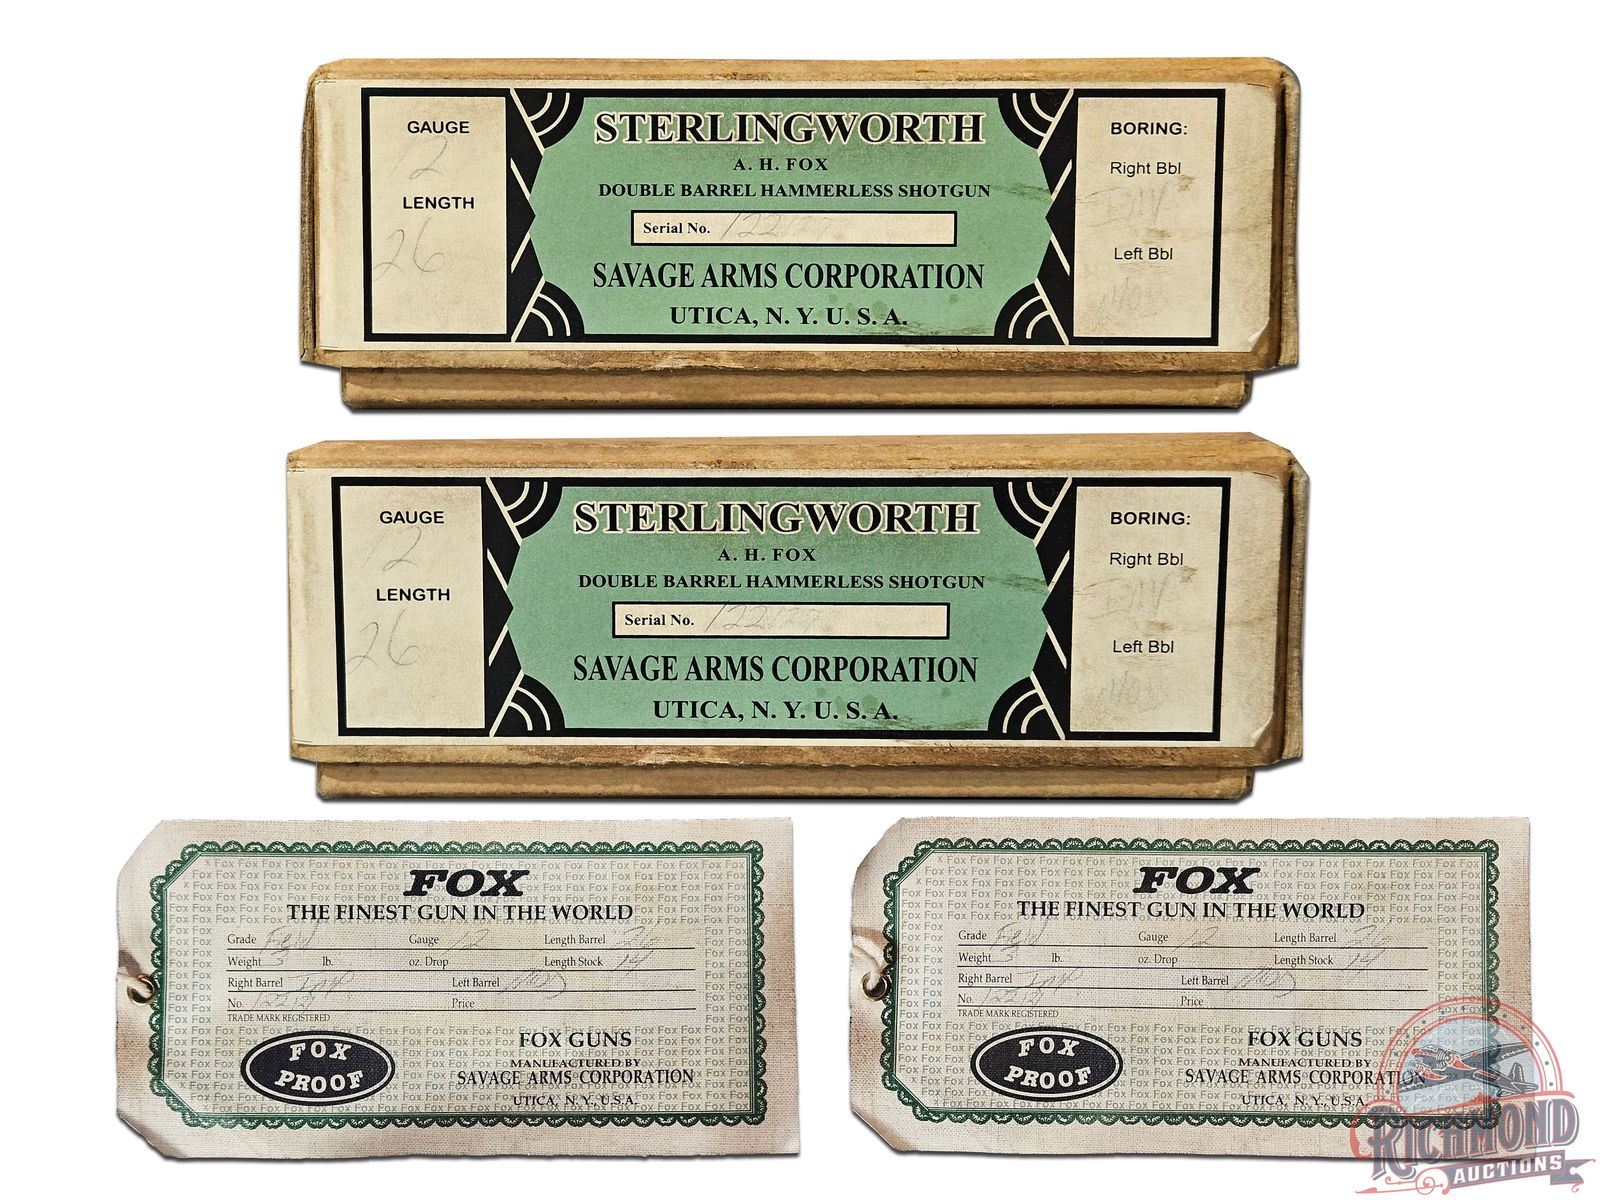 GAUGE
12
LENGTH
26
STERLINGWORTH
A. H. FOX
DOUBLE BARREL HAMMERLESS SHOTGUN
Serial No.
SAVAGE ARMS CORPORATION
UTICA, N. Y. U. S. A.
BORING:
Right Bbl
Left Bbl
GAUGE
12
LENGTH
26
STERLINGWORTH
A. H. FOX
DOUBLE BARREL HAMMERLESS SHOTGUN
Serial No.
SAVAGE ARMS CORPORATION
UTICA, N. Y. U. S. A.
BORING:
Right Bbl
Left Bbl
FOX
THE FINEST GUN IN THE WORLD
Grade Gauge 12 Length Barrel 26
Weight lb. oz. Drop Length Stock 14
Right Barrel Left Barrel
No. Price
TRADE MARK REGISTERED
FOX PROOF
FOX GUNS
MANUFACTURED BY
SAVAGE ARMS CORPORATION
UTICA, N.Y., U.S.A.
FOX
THE FINEST GUN IN THE WORLD
Grade Gauge 12 Length Barrel 26
Weight lb. oz. Drop Length Stock 14
Right Barrel Left Barrel
No. Price
TRADE MARK REGISTERED
FOX PROOF
FOX GUNS
MANUFACTURED BY
SAVAGE ARMS CORPORATION
UTICA, N.Y., U.S.A.
RICHMOND
AUCTIONS